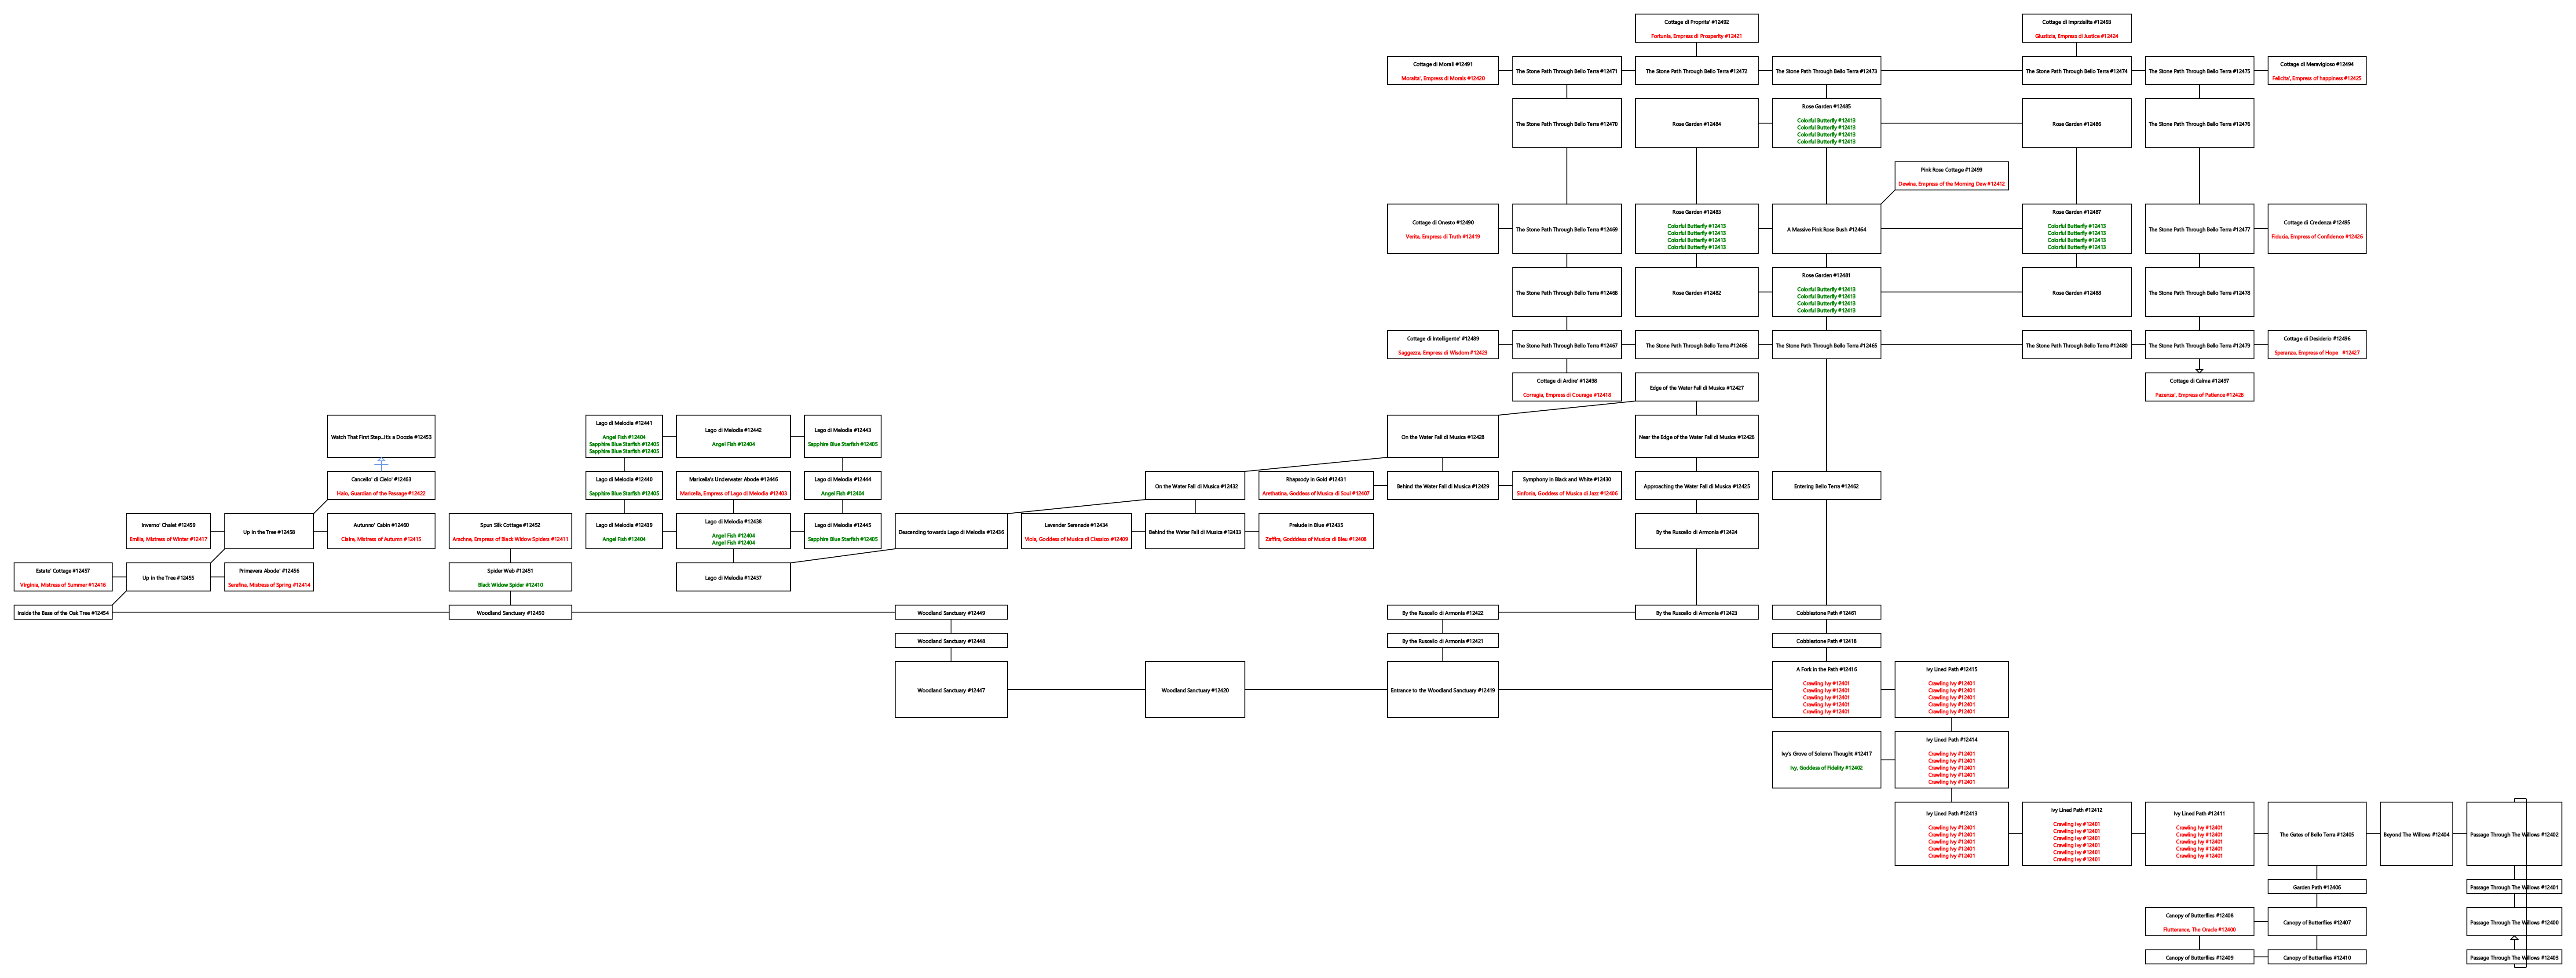 Cottage di Proprita' #12492
Fortunia, Empress di Prosperity #12421
Cottage di Imprzialita #12493
Giustizia, Empress di Justice #12424
Cottage di Morali #12491
Moralta', Empress di Morals #12420
The Stone Path Through Bello Terra #12471
The Stone Path Through Bello Terra #12472
The Stone Path Through Bello Terra #12473
The Stone Path Through Bello Terra #12474
The Stone Path Through Bello Terra #12475
Cottage di Meravigioso #12494
Felicita', Empress of happiness #12425
The Stone Path Through Bello Terra #12470
Rose Garden #12484
Rose Garden #12485
Colorful Butterfly #12413
Colorful Butterfly #12413
Colorful Butterfly #12413
Colorful Butterfly #12413
Rose Garden #12486
The Stone Path Through Bello Terra #12476
Pink Rose Cottage #12499
Dewina, Empress of the Morning Dew #12412
Cottage di Onesto #12490
Verita, Empress di Truth #12419
The Stone Path Through Bello Terra #12469
Rose Garden #12483
Colorful Butterfly #12413
Colorful Butterfly #12413
Colorful Butterfly #12413
Colorful Butterfly #12413
A Massive Pink Rose Bush #12464
Rose Garden #12487
Colorful Butterfly #12413
Colorful Butterfly #12413
Colorful Butterfly #12413
Colorful Butterfly #12413
The Stone Path Through Bello Terra #12477
Cottage di Credenza #12495
Fiducia, Empress of Confidence #12426
The Stone Path Through Bello Terra #12468
Rose Garden #12482
Rose Garden #12481
Colorful Butterfly #12413
Colorful Butterfly #12413
Colorful Butterfly #12413
Colorful Butterfly #12413
Rose Garden #12488
The Stone Path Through Bello Terra #12478
Cottage di Intelligente' #12489
Saggezza, Empress di Wisdom #12423
The Stone Path Through Bello Terra #12467
The Stone Path Through Bello Terra #12466
The Stone Path Through Bello Terra #12465
The Stone Path Through Bello Terra #12480
The Stone Path Through Bello Terra #12479
Cottage di Desiderio #12496
Speranza, Empress of Hope #12427
Cottage di Ardire' #12498
Corragia, Empress di Courage #12418
Edge of the Water Fall di Musica #12427
Cottage di Calma #12497
Pazenza', Empress of Patience #12428
Watch That First Step...It's a Doozie #12453
Lago di Melodia #12441
Angel Fish #12404
Sapphire Blue Starfish #12405
Sapphire Blue Starfish #12405
Lago di Melodia #12442
Angel Fish #12404
Lago di Melodia #12443
Sapphire Blue Starfish #12405
On the Water Fall di Musica #12428
Near the Edge of the Water Fall di Musica #12426
Cancello' di Cielo' #12463
Halo, Guardian of the Passage #12422
Lago di Melodia #12440
Sapphire Blue Starfish #12405
Maricella's Underwater Abode #12446
Maricella, Empress of Lago di Melodia #12403
Lago di Melodia #12444
Angel Fish #12404
On the Water Fall di Musica #12432
Rhapsody in Gold #12431
Arethatina, Goddess of Musica di Soul #12407
Behind the Water Fall di Musica #12429
Symphony in Black and White #12430
Sinfonia, Goddess of Musica di Jazz #12406
Approaching the Water Fall di Musica #12425
Entering Bello Terra #12462
Inverno' Chalet #12459
Emilia, Mistress of Winter #12417
Up in the Tree #12458
Autunno' Cabin #12460
Claire, Mistress of Autumn #12415
Spun Silk Cottage #12452
Arachne, Empress of Black Widow Spiders #12411
Lago di Melodia #12439
Angel Fish #12404
Lago di Melodia #12438
Angel Fish #12404
Angel Fish #12404
Lago di Melodia #12445
Sapphire Blue Starfish #12405
Descending towards Lago di Melodia #12436
Lavender Serenade #12434
Viola, Goddess of Musica di Classico #12409
Behind the Water Fall di Musica #12433
Prelude in Blue #12435
Zaffira, Godddess of Musica di Bleu #12408
By the Ruscello di Armonia #12424
Estate' Cottage #12457
Virginia, Mistress of Summer #12416
Up in the Tree #12455
Primavera Abode' #12456
Serafina, Mistress of Spring #12414
Spider Web #12451
Black Widow Spider #12410
Lago di Melodia #12437
Inside the Base of the Oak Tree #12454
Woodland Sanctuary #12450
Woodland Sanctuary #12449
By the Ruscello di Armonia #12422
By the Ruscello di Armonia #12423
Cobblestone Path #12461
Woodland Sanctuary #12448
By the Ruscello di Armonia #12421
Cobblestone Path #12418
Woodland Sanctuary #12447
Woodland Sanctuary #12420
Entrance to the Woodland Sanctuary #12419
A Fork in the Path #12416
Crawling Ivy #12401
Crawling Ivy #12401
Crawling Ivy #12401
Crawling Ivy #12401
Crawling Ivy #12401
Ivy Lined Path #12415
Crawling Ivy #12401
Crawling Ivy #12401
Crawling Ivy #12401
Crawling Ivy #12401
Crawling Ivy #12401
Ivy's Grove of Solemn Thought #12417
Ivy, Goddess of Fidelity #12402
Ivy Lined Path #12414
Crawling Ivy #12401
Crawling Ivy #12401
Crawling Ivy #12401
Crawling Ivy #12401
Crawling Ivy #12401
Ivy Lined Path #12413
Crawling Ivy #12401
Crawling Ivy #12401
Crawling Ivy #12401
Crawling Ivy #12401
Crawling Ivy #12401
Ivy Lined Path #12412
Crawling Ivy #12401
Crawling Ivy #12401
Crawling Ivy #12401
Crawling Ivy #12401
Crawling Ivy #12401
Crawling Ivy #12401
Ivy Lined Path #12411
Crawling Ivy #12401
Crawling Ivy #12401
Crawling Ivy #12401
Crawling Ivy #12401
Crawling Ivy #12401
The Gates of Bello Terra #12405
Beyond The Willows #12404
Passage Through The Willows #12402
Garden Path #12406
Passage Through The Willows #12401
Canopy of Butterflies #12408
Flutterance, The Oracle #12400
Canopy of Butterflies #12407
Passage Through The Willows #12400
Canopy of Butterflies #12409
Canopy of Butterflies #12410
Passage Through The Willows #12403